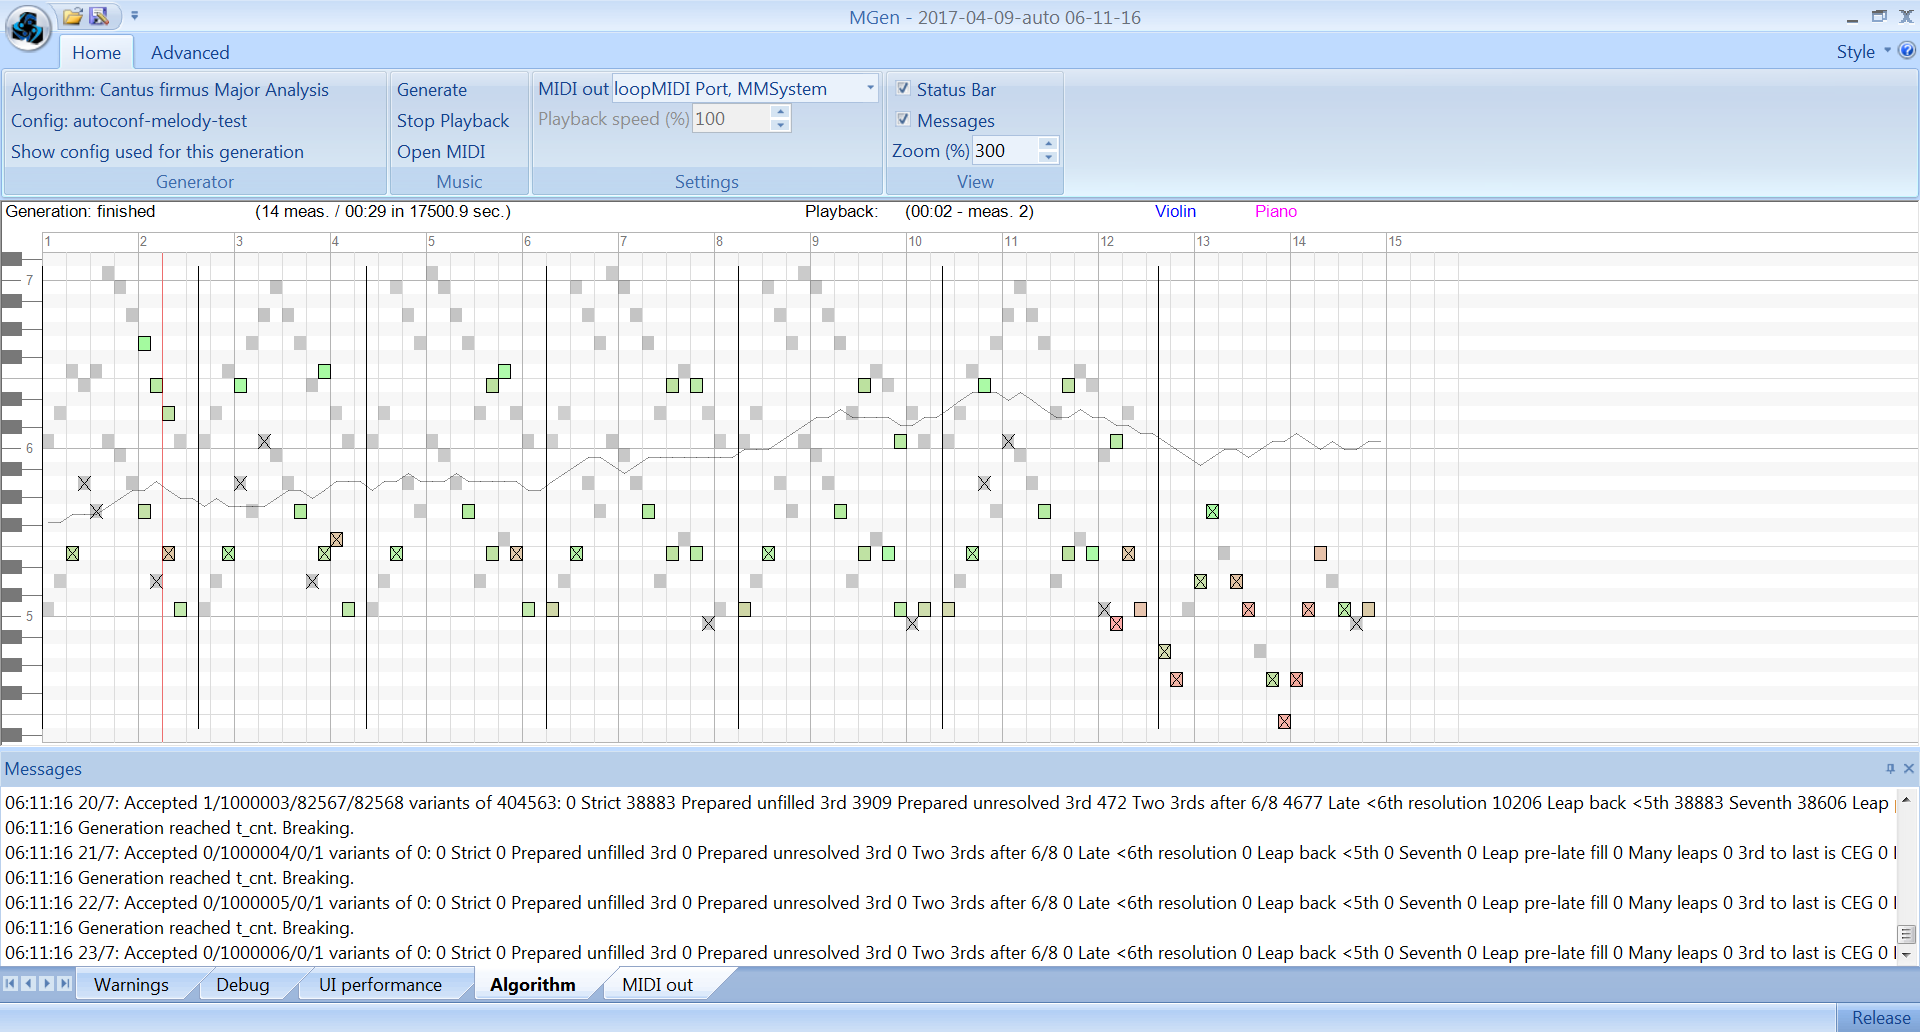 MGen - 2017-04-09-auto 06-11-16
Home Advanced Style
Algorithm: Cantus firmus Major Analysis
Config: autoconf-melody-test
Show config used for this generation
Generator
Generate
Stop Playback
Open MIDI
Music
MIDI out loopMIDI Port, MMSystem
Playback speed (%) 100
Settings
Status Bar
Messages
Zoom (%) 300
View
Generation: finished (14 meas. / 00:29 in 17500.9 sec.) Playback: (00:02 - meas. 2) Violin Piano
1 2 3 4 5 6 7 8 9 10 11 12 13 14 15
7
6
5
Messages
06:11:16 20/7: Accepted 1/1000003/82567/82568 variants of 404563: 0 Strict 38883 Prepared unfilled 3rd 3909 Prepared unresolved 3rd 472 Two 3rds after 6/8 4677 Late <6th resolution 10206 Leap back <5th 38883 Seventh 38606 Leap
06:11:16 Generation reached t_cnt. Breaking.
06:11:16 21/7: Accepted 0/1000004/0/1 variants of 0: 0 Strict 0 Prepared unfilled 3rd 0 Prepared unresolved 3rd 0 Two 3rds after 6/8 0 Late <6th resolution 0 Leap back <5th 0 Seventh 0 Leap pre-late fill 0 Many leaps 0 3rd to last is CEG 0
06:11:16 Generation reached t_cnt. Breaking.
06:11:16 22/7: Accepted 0/1000005/0/1 variants of 0: 0 Strict 0 Prepared unfilled 3rd 0 Prepared unresolved 3rd 0 Two 3rds after 6/8 0 Late <6th resolution 0 Leap back <5th 0 Seventh 0 Leap pre-late fill 0 Many leaps 0 3rd to last is CEG 0
06:11:16 Generation reached t_cnt. Breaking.
06:11:16 23/7: Accepted 0/1000006/0/1 variants of 0: 0 Strict 0 Prepared unfilled 3rd 0 Prepared unresolved 3rd 0 Two 3rds after 6/8 0 Late <6th resolution 0 Leap back <5th 0 Seventh 0 Leap pre-late fill 0 Many leaps 0 3rd to last is CEG 0
Warnings Debug UI performance Algorithm MIDI out
Release